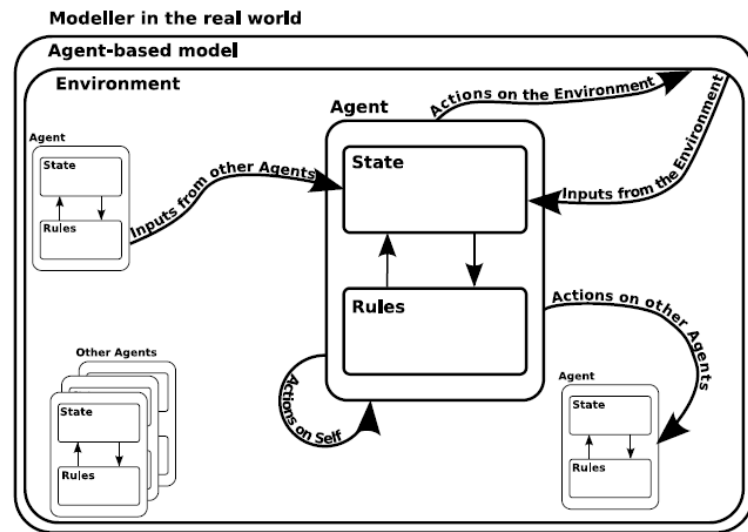 Modeller in the real world
Agent-based model
Environment
Agent
Actions on the Environment
Inputs from the Environment
State
Rules
Agent
State
Rules
Inputs from other Agents
Actions on other Agents
Actions on Self
Other Agents
State
Rules
Agent
State
Rules